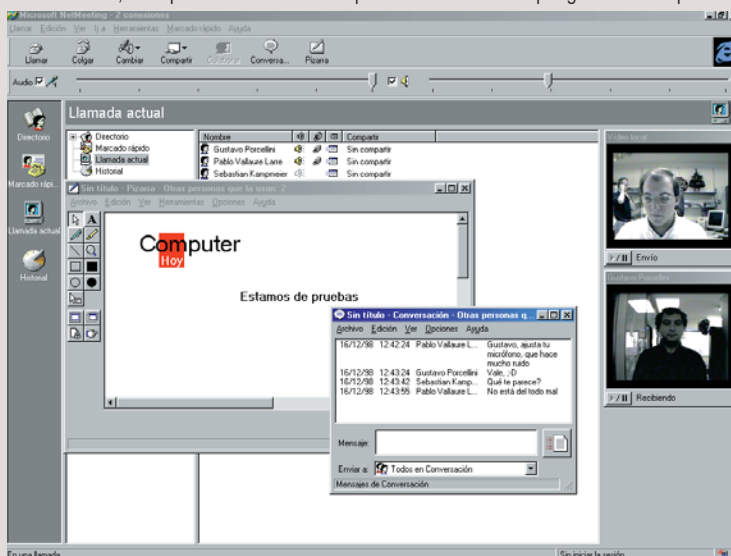 Microsoft NetMeeting - 2 conexiones
Llamar Edición Ver Ir a Herramientas Marcado rápido Ayuda
Llamar Colgar Cambiar Compartir Colaborar Conversa... Pizarra
Audio
Llamada actual
Directorio
Marcado rápi...
Llamada actual
Historial
Directorio
Marcado rápido
Llamada actual
Historial
Nombre Compartir
Gustavo Porcellini Sin compartir
Pablo Vallaure Lane Sin compartir
Sebastian Kampmeier Sin compartir
Vídeo local
Envío
Gustavo Porcellini
Recibiendo
Sin título - Pizarra - Otras personas que la usan: 2
Archivo Edición Ver Herramientas Opciones Ayuda
Computer
Hoy
Estamos de pruebas
Sin título - Conversación - Otras personas q...
Archivo Edición Ver Opciones Ayuda
16/12/98 12:42:24 Pablo Vallaure L... Gustavo, ajusta tu
micrófono, que hace
mucho ruido
16/12/98 12:43:24 Gustavo Porcellini Vale, ;-D
16/12/98 12:43:42 Sebastian Kamp... Qué te parece?
16/12/98 12:43:55 Pablo Vallaure L... No está del todo mal
Mensaje:
Enviar a: Todos en Conversación
Mensajes de Conversación
En una llamada
Sin iniciar la sesión